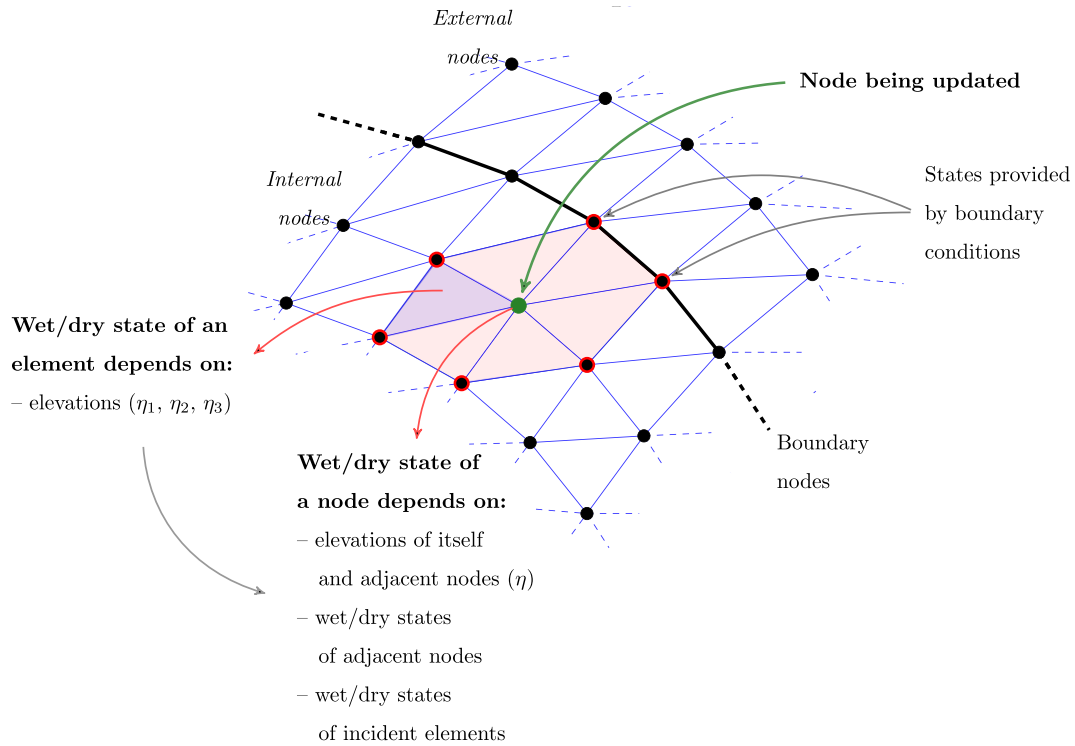 External
nodes
Node being updated
States provided
by boundary
conditions
Internal
nodes
Wet/dry state of an
element depends on:
– elevations (η₁, η₂, η₃)
Boundary
nodes
Wet/dry state of
a node depends on:
– elevations of itself
and adjacent nodes (η)
– wet/dry states
of adjacent nodes
– wet/dry states
of incident elements